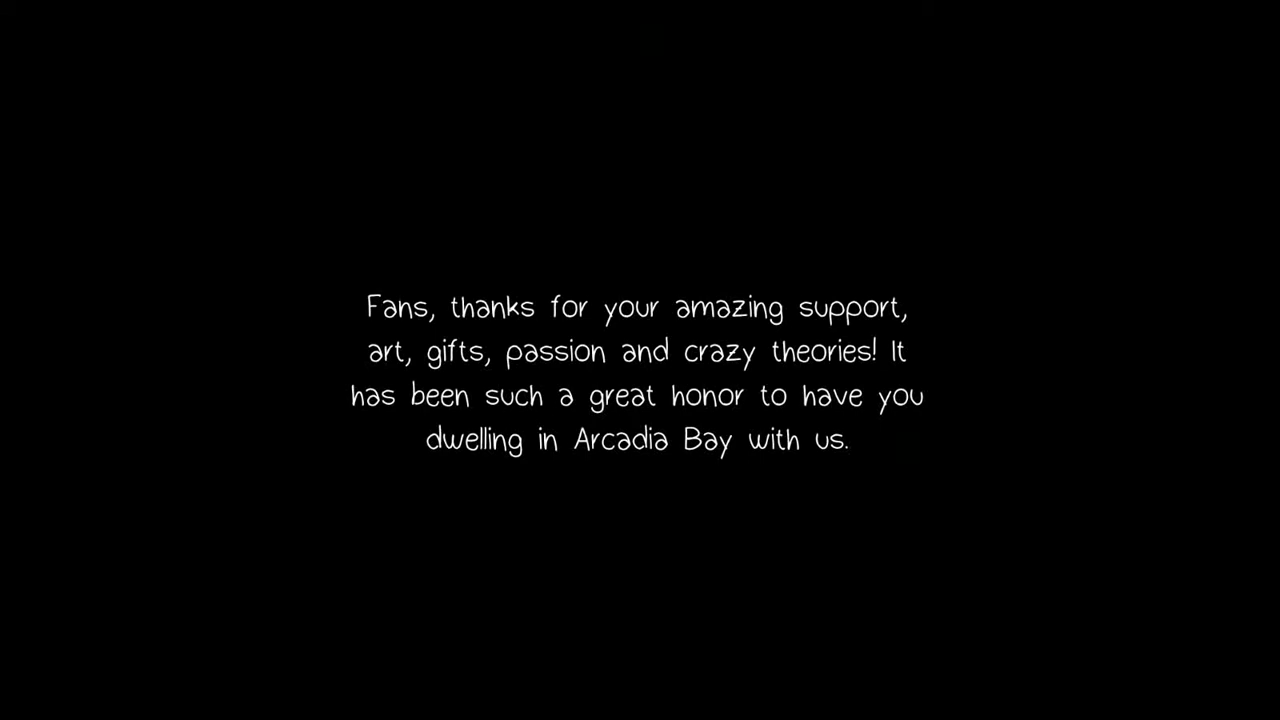 Fans, thanks for your amazing support,
art, gifts, passion and crazy theories! It
has been such a great honor to have you
dwelling in Arcadia Bay with us.